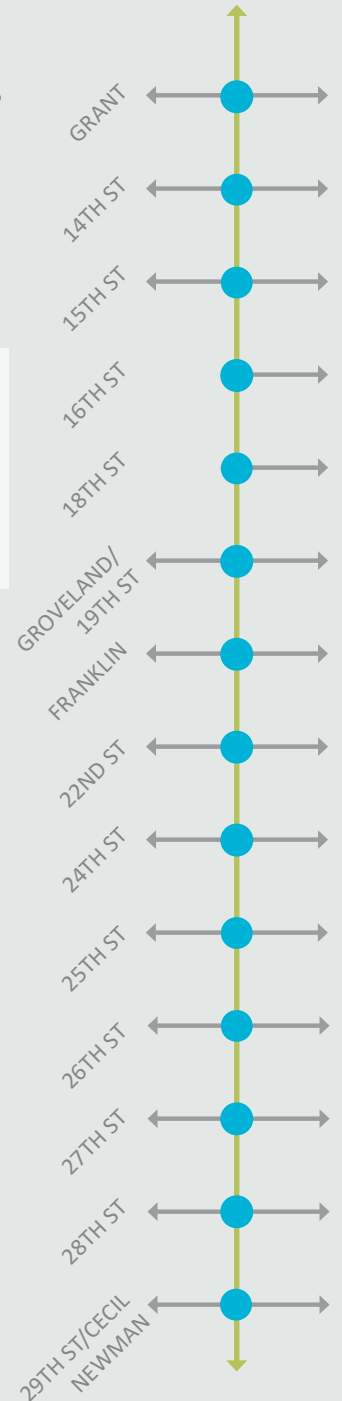 GRANT
14TH ST
15TH ST
16TH ST
18TH ST
GROVELAND/
19TH ST
FRANKLIN
22ND ST
24TH ST
25TH ST
26TH ST
27TH ST
28TH ST
29TH ST/CECIL
NEWMAN